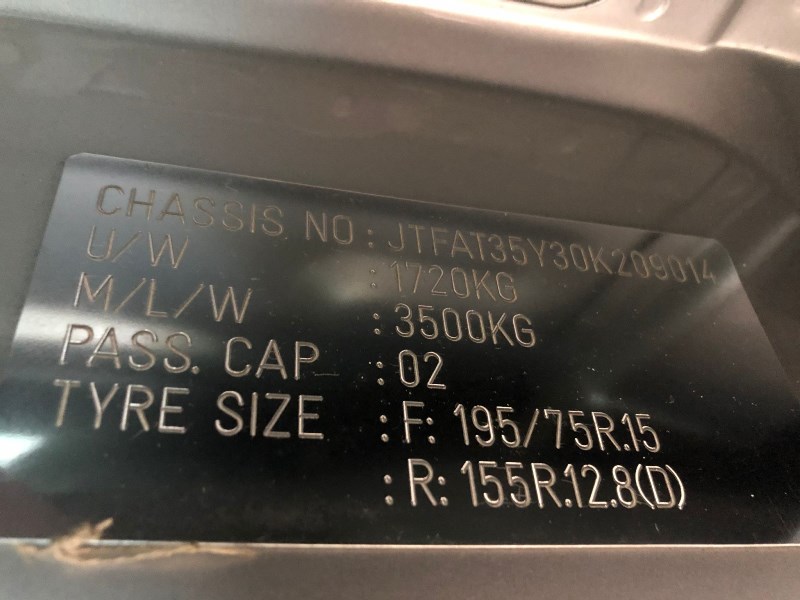 CHASSIS NO : JTFAT35Y30K209014
U/W : 1720KG
M/L/W : 3500KG
PASS. CAP : 02
TYRE SIZE : F: 195/75R.15
: R: 155R.12.8(D)